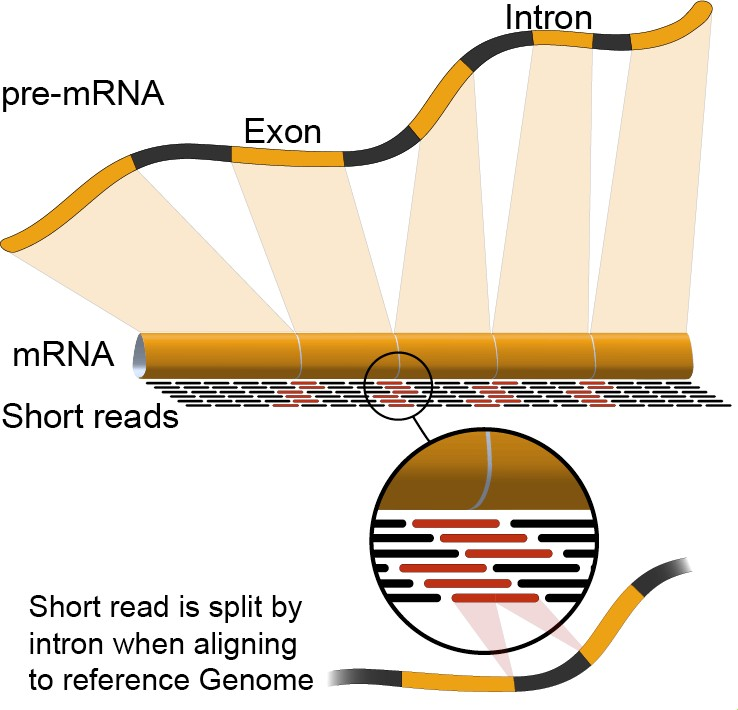 Intron
pre-mRNA
Exon
mRNA
Short reads
Short read is split by
intron when aligning
to reference Genome